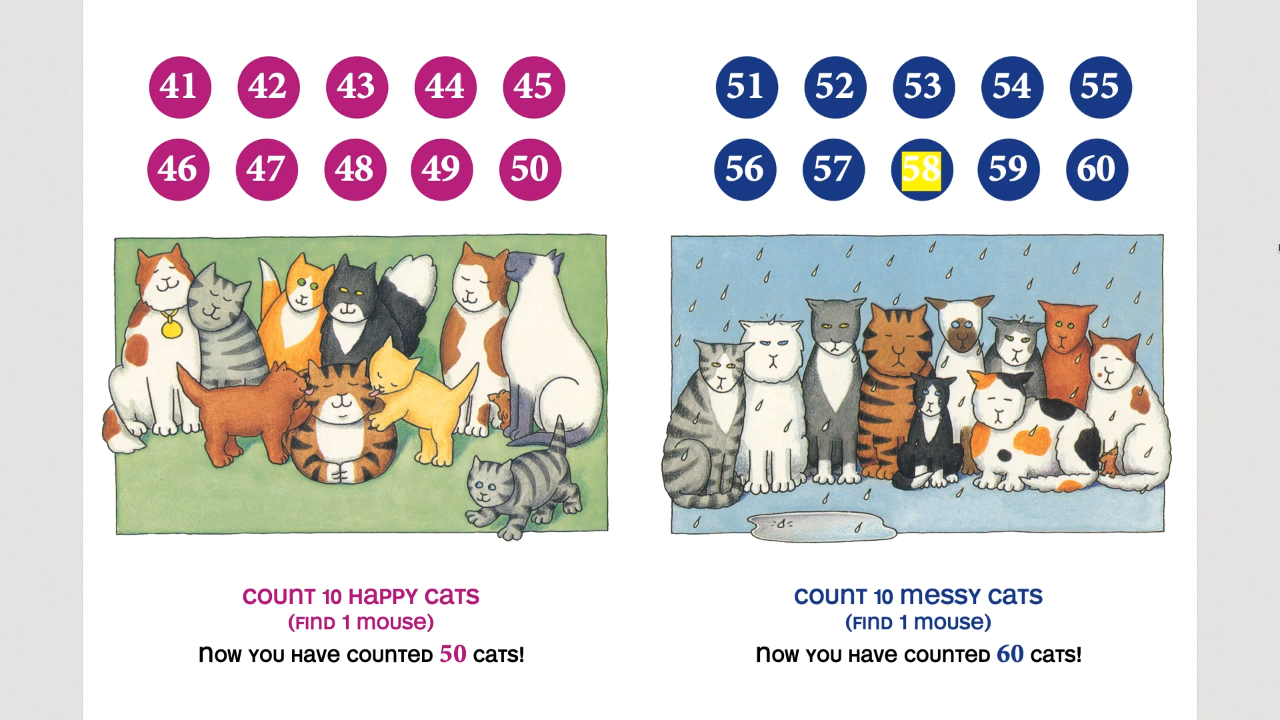 41 42 43 44 45
46 47 48 49 50
COUNT 10 HAPPY CATS
(FIND 1 MOUSE)
NOW YOU HAVE COUNTED 50 CATS!
51 52 53 54 55
56 57 58 59 60
COUNT 10 MESSY CATS
(FIND 1 MOUSE)
NOW YOU HAVE COUNTED 60 CATS!